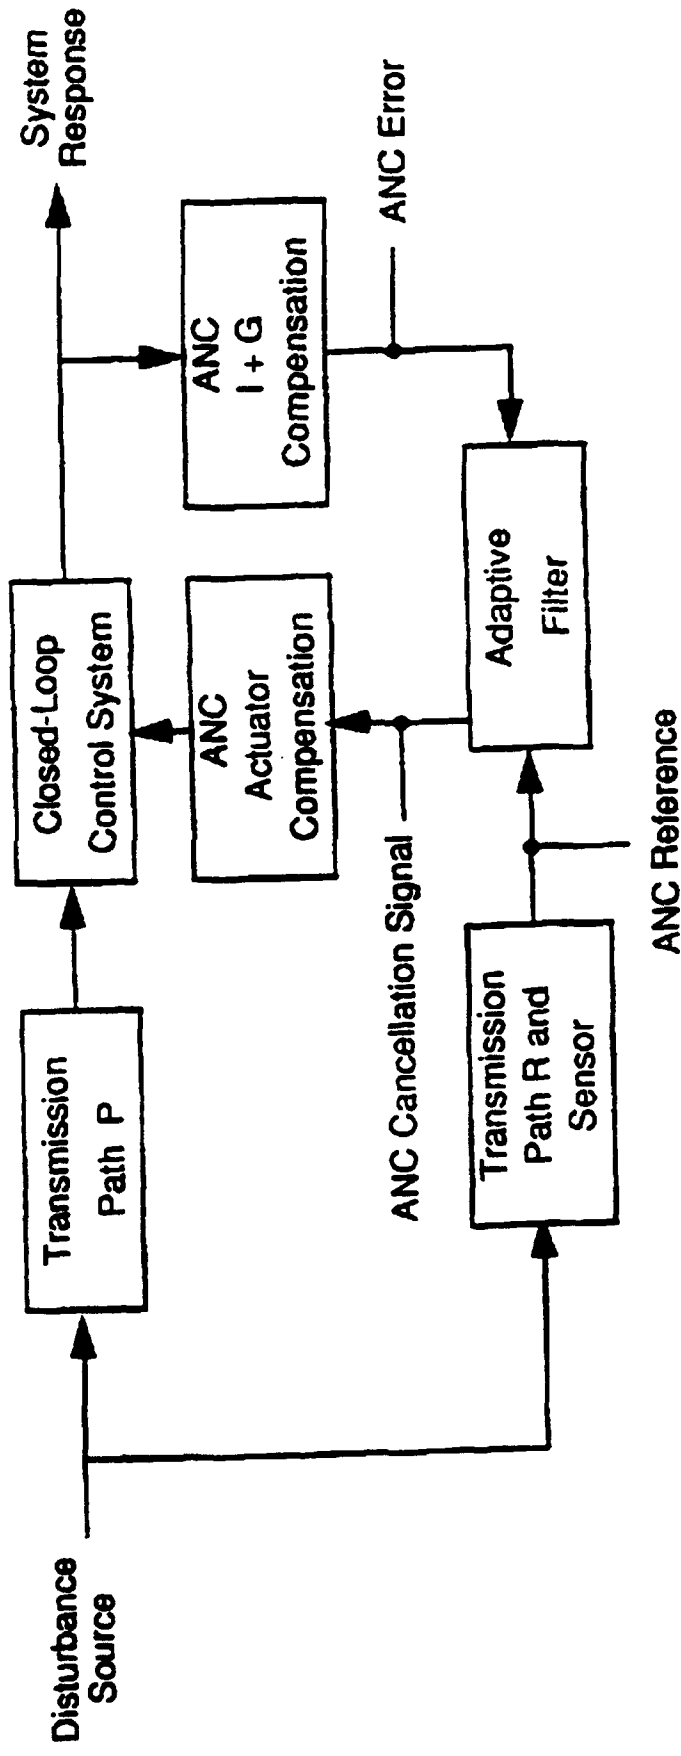 Disturbance
Source
Transmission
Path P
Closed-Loop
Control System
System
Response
ANC
Actuator
Compensation
ANC
I + G
Compensation
ANC Cancellation Signal
ANC Error
Transmission
Path R and
Sensor
Adaptive
Filter
ANC Reference